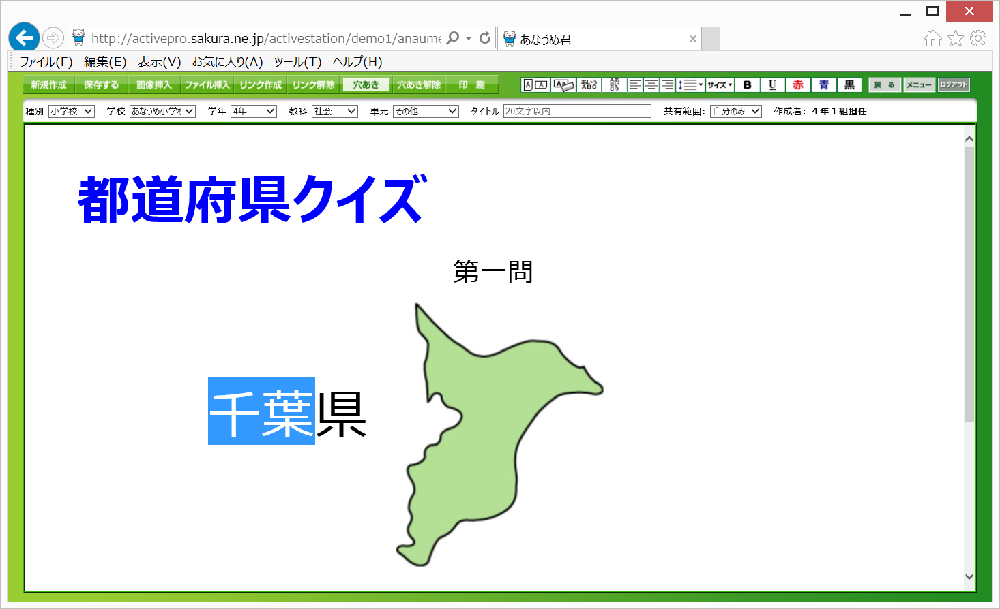 http://activepro.sakura.ne.jp/activestation/demo1/anaume
あなうめ君
ファイル(F) 編集(E) 表示(V) お気に入り(A) ツール(T) ヘルプ(H)
新規作成 保存する 画像挿入 ファイル挿入 リンク作成 リンク解除 穴あき 穴あき解除 印 刷 A A サイズ B U 赤 青 黒 戻 る メニュー ログアウト
種別 小学校 学校 あなうめ小学校 学年 4年 教科 社会 単元 その他 タイトル 20文字以内 共有範囲: 自分のみ 作成者: 4年1組担任
都道府県クイズ
第一問
千葉県